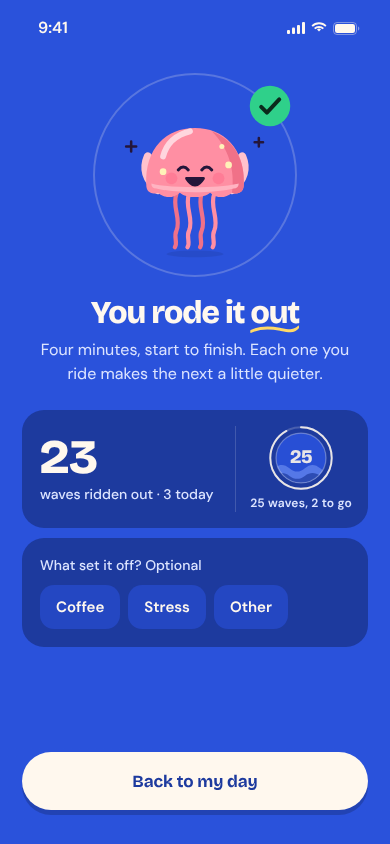 9:41
You rode it out
Four minutes, start to finish. Each one you
ride makes the next a little quieter.
23
waves ridden out · 3 today
25
25 waves, 2 to go
What set it off? Optional
Coffee
Stress
Other
Back to my day